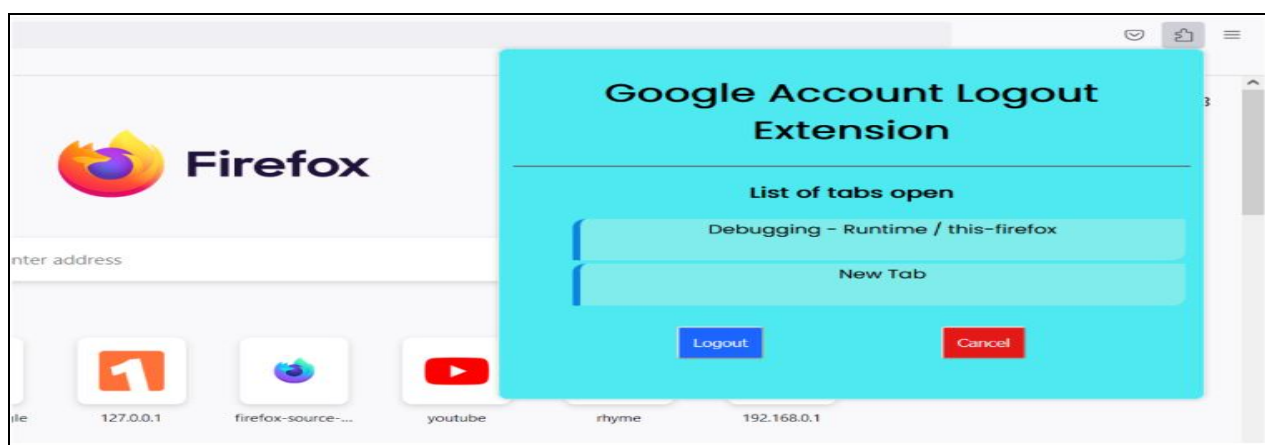 Google Account Logout
Extension
3
Firefox
List of tabs open
Debugging - Runtime / this-firefox
nter address
New Tab
Logout
Cancel
le
127.0.0.1
firefox-source-...
youtube
rhyme
192.168.0.1